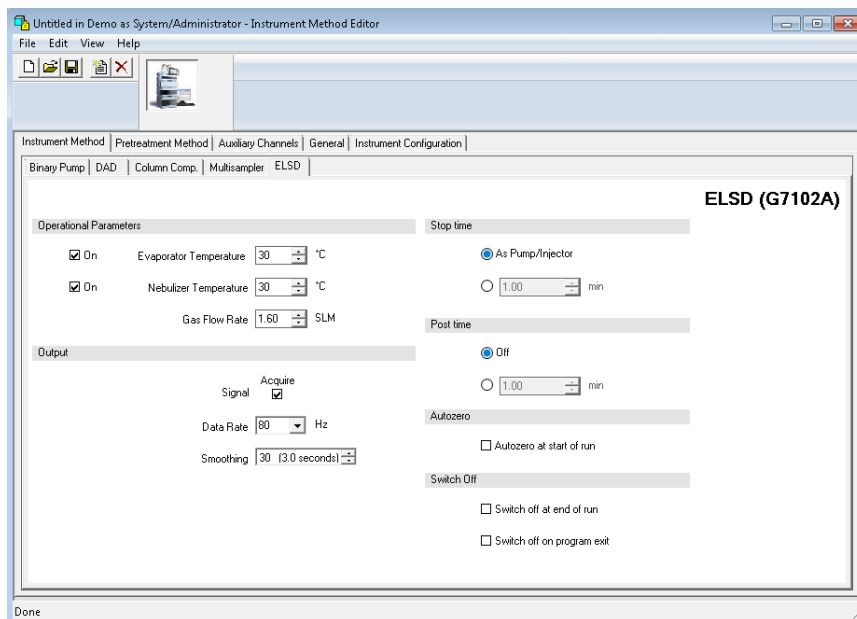 Untitled in Demo as System/Administrator - Instrument Method Editor
File Edit View Help
Instrument Method Pretreatment Method Auxiliary Channels General Instrument Configuration
Binary Pump DAD Column Comp. Multisampler ELSD
ELSD (G7102A)
Operational Parameters
On Evaporator Temperature 30 °C
On Nebulizer Temperature 30 °C
Gas Flow Rate 1.60 SLM
Output
Acquire
Signal
Data Rate 80 Hz
Smoothing 30 (3.0 seconds)
Stop time
As Pump/Injector
1.00 min
Post time
Off
1.00 min
Autozero
Autozero at start of run
Switch Off
Switch off at end of run
Switch off on program exit
Done